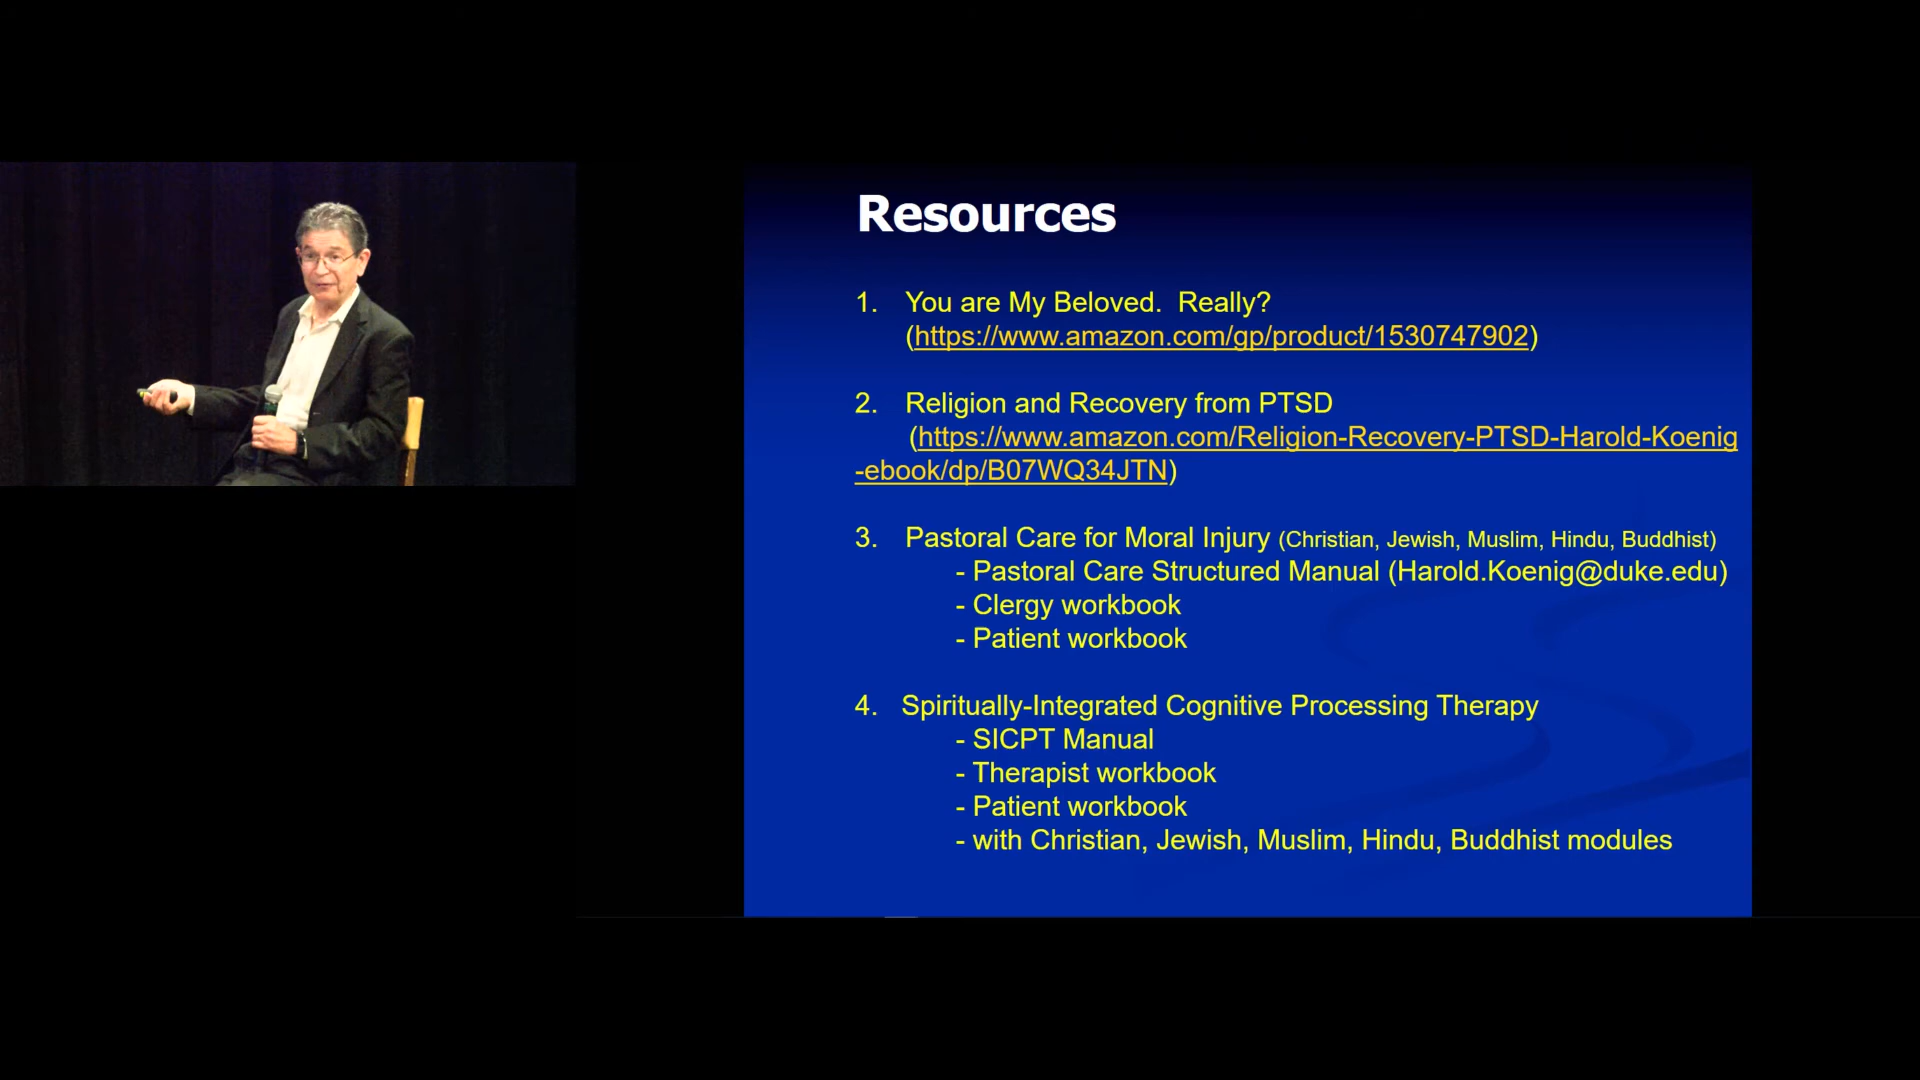 Resources
1. You are My Beloved. Really?
(https://www.amazon.com/gp/product/1530747902)
2. Religion and Recovery from PTSD
(https://www.amazon.com/Religion-Recovery-PTSD-Harold-Koenig
-ebook/dp/B07WQ34JTN)
3. Pastoral Care for Moral Injury (Christian, Jewish, Muslim, Hindu, Buddhist)
- Pastoral Care Structured Manual (Harold.Koenig@duke.edu)
- Clergy workbook
- Patient workbook
4. Spiritually-Integrated Cognitive Processing Therapy
- SICPT Manual
- Therapist workbook
- Patient workbook
- with Christian, Jewish, Muslim, Hindu, Buddhist modules